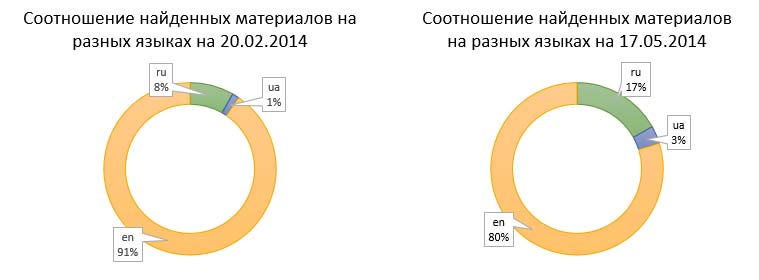 Соотношение найденных материалов на
разных языках на 20.02.2014
ru
8%
ua
1%
en
91%
Соотношение найденных материалов
на разных языках на 17.05.2014
ru
17%
ua
3%
en
80%